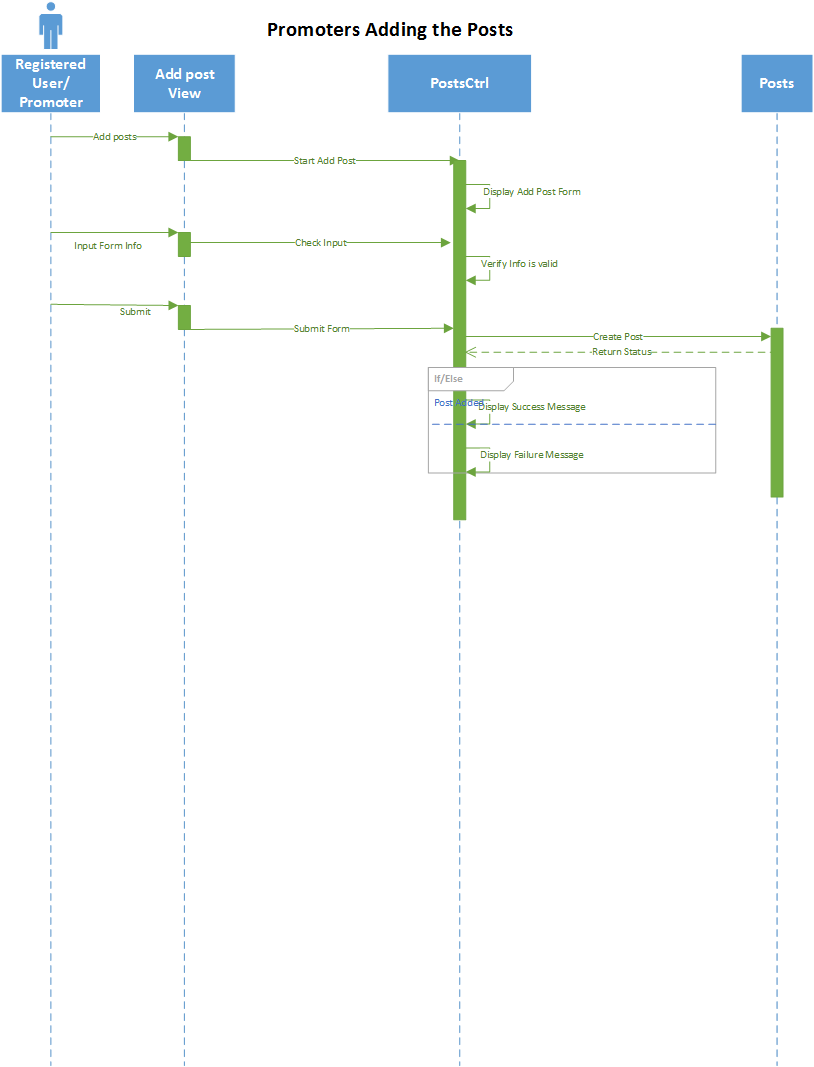 Promoters Adding the Posts
Registered
User/
Promoter
Add post
View
PostsCtrl
Posts
Add posts
Start Add Post
Display Add Post Form
Input Form Info
Check Input
Verify Info is valid
Submit
Submit Form
Create Post
Return Status
If/Else
Post Added
Display Success Message
Display Failure Message